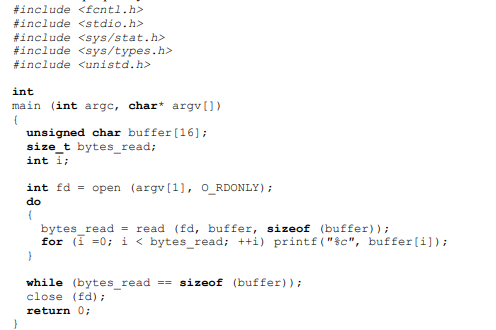 #include <fcntl.h>
#include <stdio.h>
#include <sys/stat.h>
#include <sys/types.h>
#include <unistd.h>

int
main (int argc, char* argv[])
{
  unsigned char buffer[16];
  size_t bytes_read;
  int i;

  int fd = open (argv[1], O_RDONLY);
  do
  {
    bytes_read = read (fd, buffer, sizeof (buffer));
    for (i =0; i < bytes_read; ++i) printf("%c", buffer[i]);
  }

  while (bytes_read == sizeof (buffer));
  close (fd);
  return 0;
}